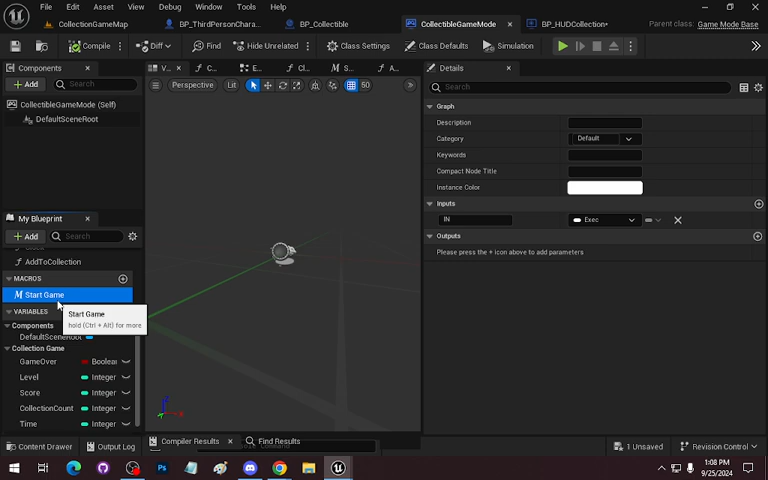 File Edit Asset View Debug Window Tools Help
CollectibleGameMap BP_ThirdPersonChara... BP_Collectible CollectibleGameMode BP_HUDCollection• Parent class: Game Mode Base
Compile Diff Find Hide Unrelated Class Settings Class Defaults Simulation
Components
Add Search
CollectibleGameMode (Self)
DefaultSceneRoot
My Blueprint
Add Search
AddToCollection
MACROS
Start Game
VARIABLES
Components
DefaultSceneRoot
Collection Game
GameOver Boolean
Level Integer
Score Integer
CollectionCount Integer
Time Integer
Start Game
hold (Ctrl + Alt) for more
V... C... E... Cl... S... A...
Perspective Lit 50
Z X
Compiler Results Find Results
Details
Search
Graph
Description
Category Default
Keywords
Compact Node Title
Instance Color
Inputs
IN Exec
Outputs
Please press the + icon above to add parameters
Content Drawer Output Log 1 Unsaved Revision Control
1:08 PM
9/25/2024